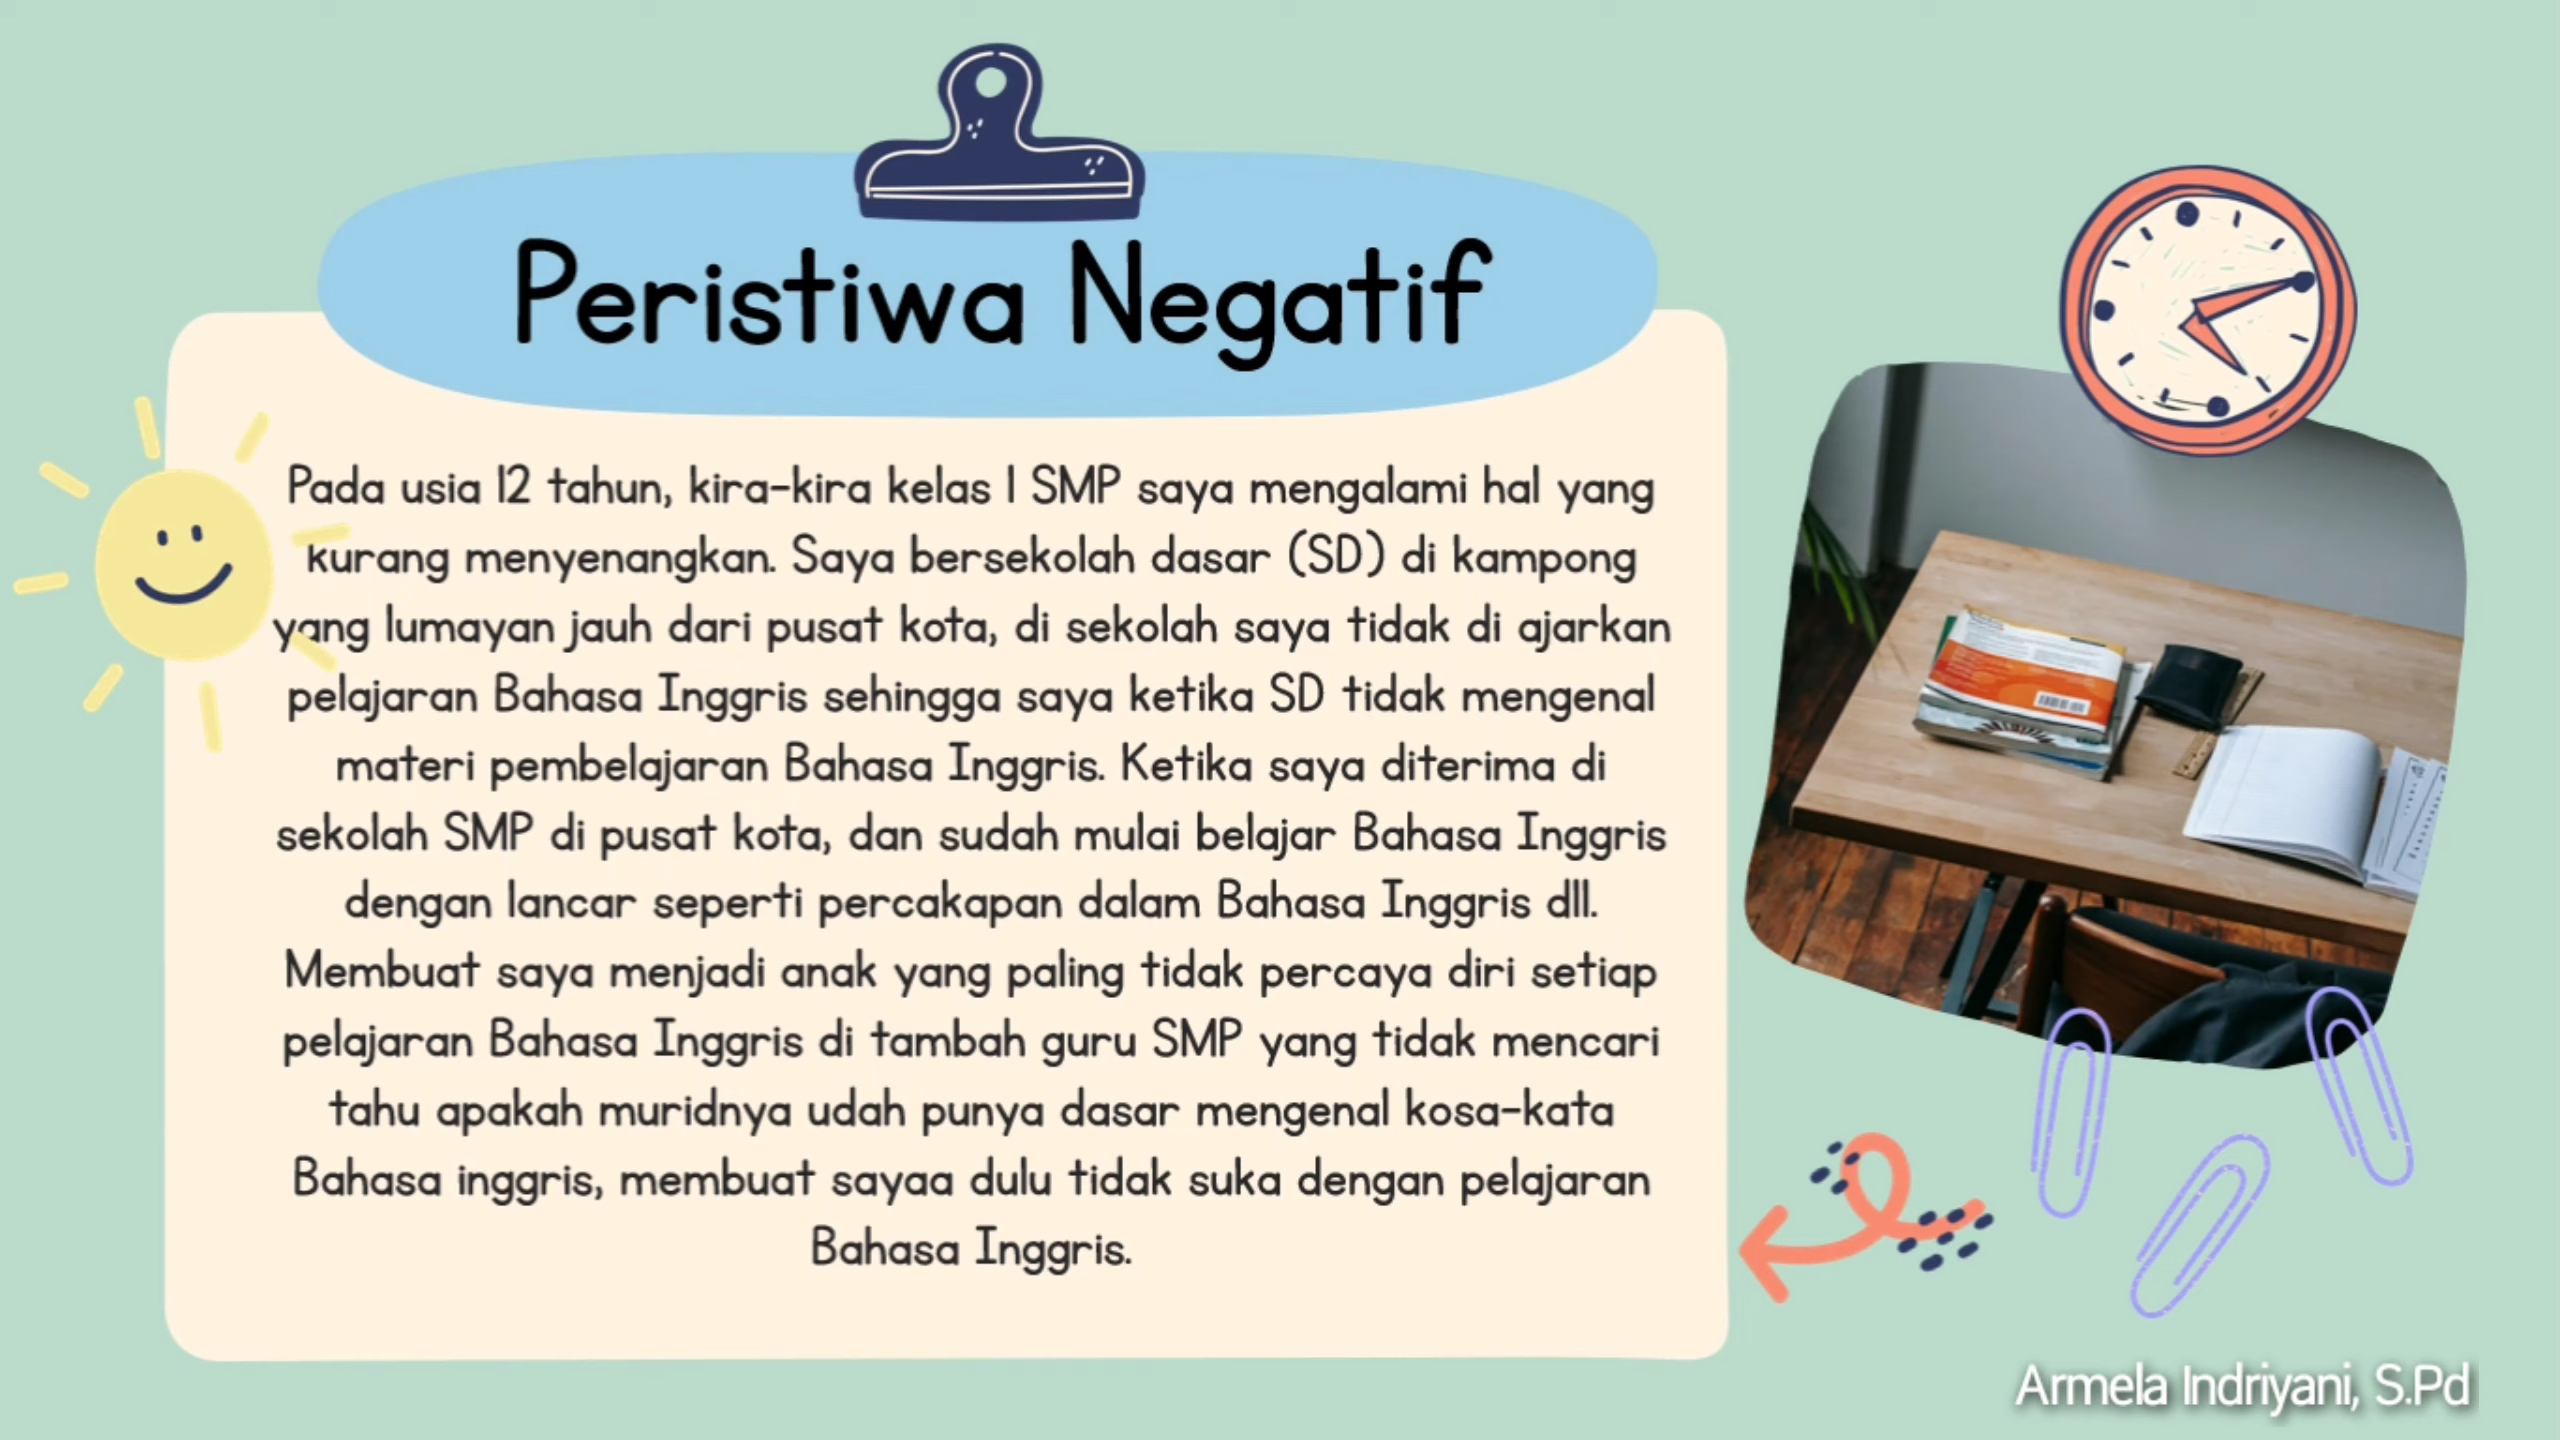 Peristiwa Negatif
Pada usia 12 tahun, kira-kira kelas 1 SMP saya mengalami hal yang
kurang menyenangkan. Saya bersekolah dasar (SD) di kampong
yang lumayan jauh dari pusat kota, di sekolah saya tidak di ajarkan
pelajaran Bahasa Inggris sehingga saya ketika SD tidak mengenal
materi pembelajaran Bahasa Inggris. Ketika saya diterima di
sekolah SMP di pusat kota, dan sudah mulai belajar Bahasa Inggris
dengan lancar seperti percakapan dalam Bahasa Inggris dll.
Membuat saya menjadi anak yang paling tidak percaya diri setiap
pelajaran Bahasa Inggris di tambah guru SMP yang tidak mencari
tahu apakah muridnya udah punya dasar mengenal kosa-kata
Bahasa inggris, membuat sayaa dulu tidak suka dengan pelajaran
Bahasa Inggris.
Armela Indriyani, S.Pd